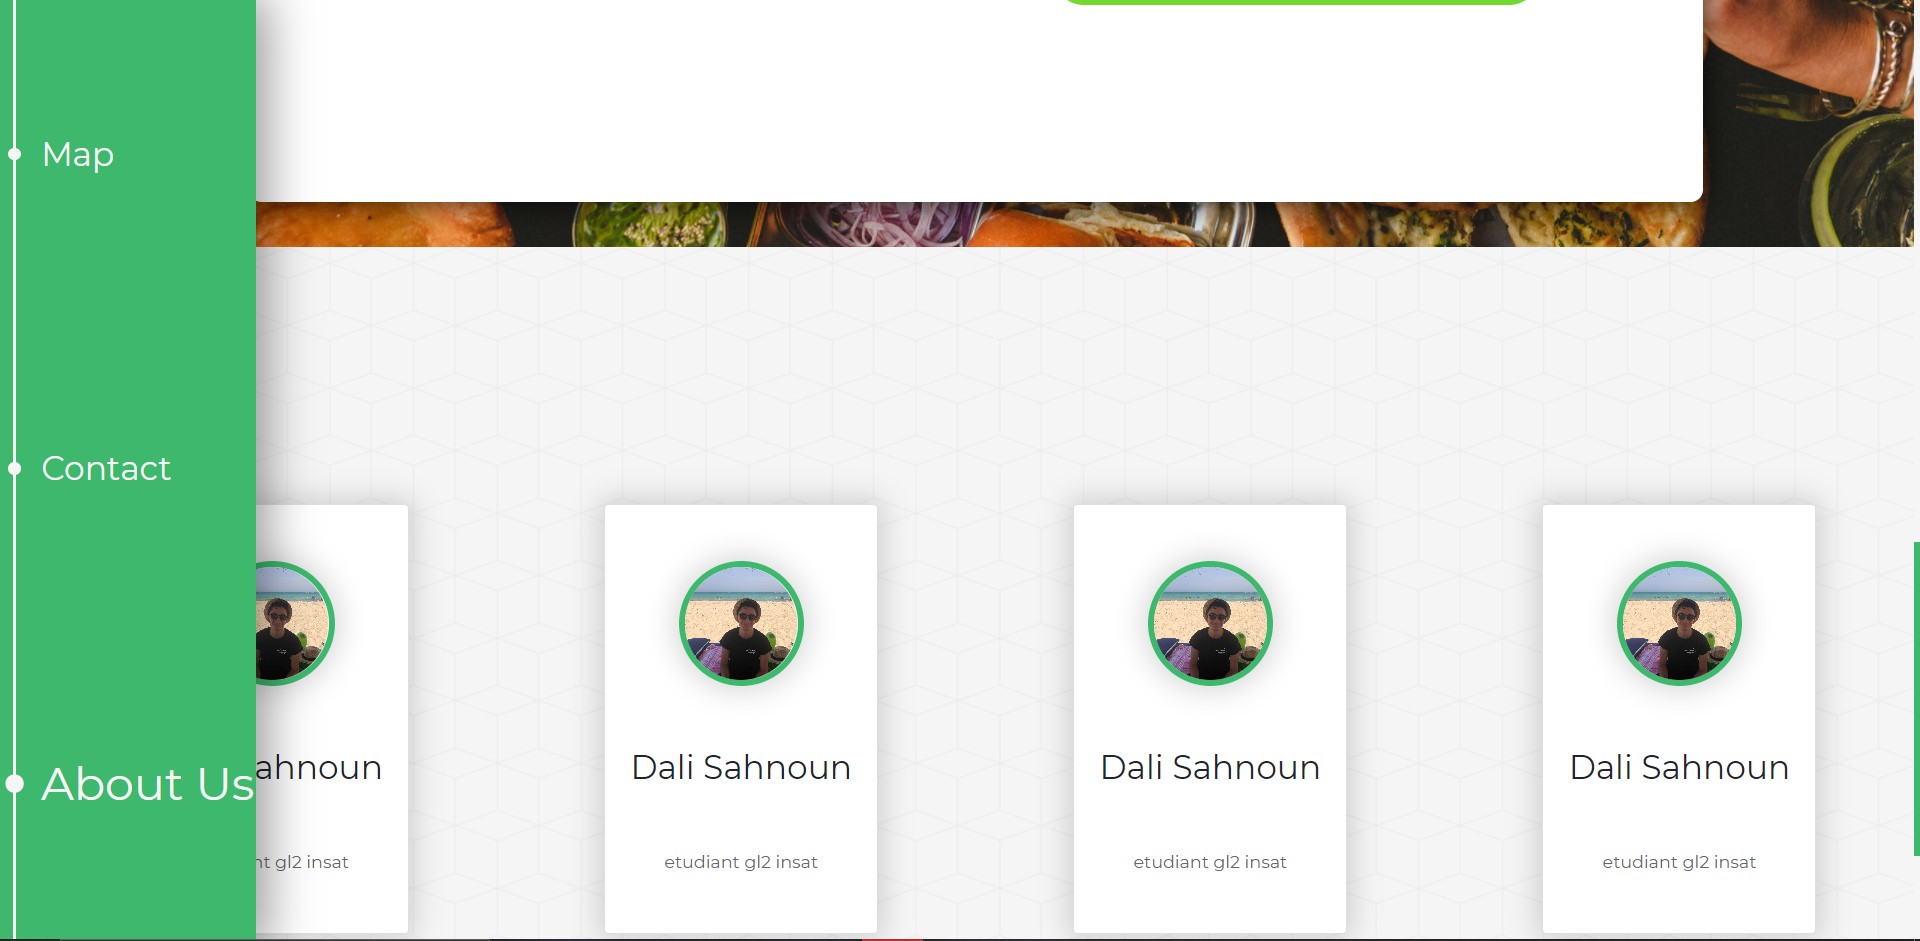 Map
Contact
About Us
ahnoun
Dali Sahnoun
Dali Sahnoun
Dali Sahnoun
nt gl2 insat
etudiant gl2 insat
etudiant gl2 insat
etudiant gl2 insat